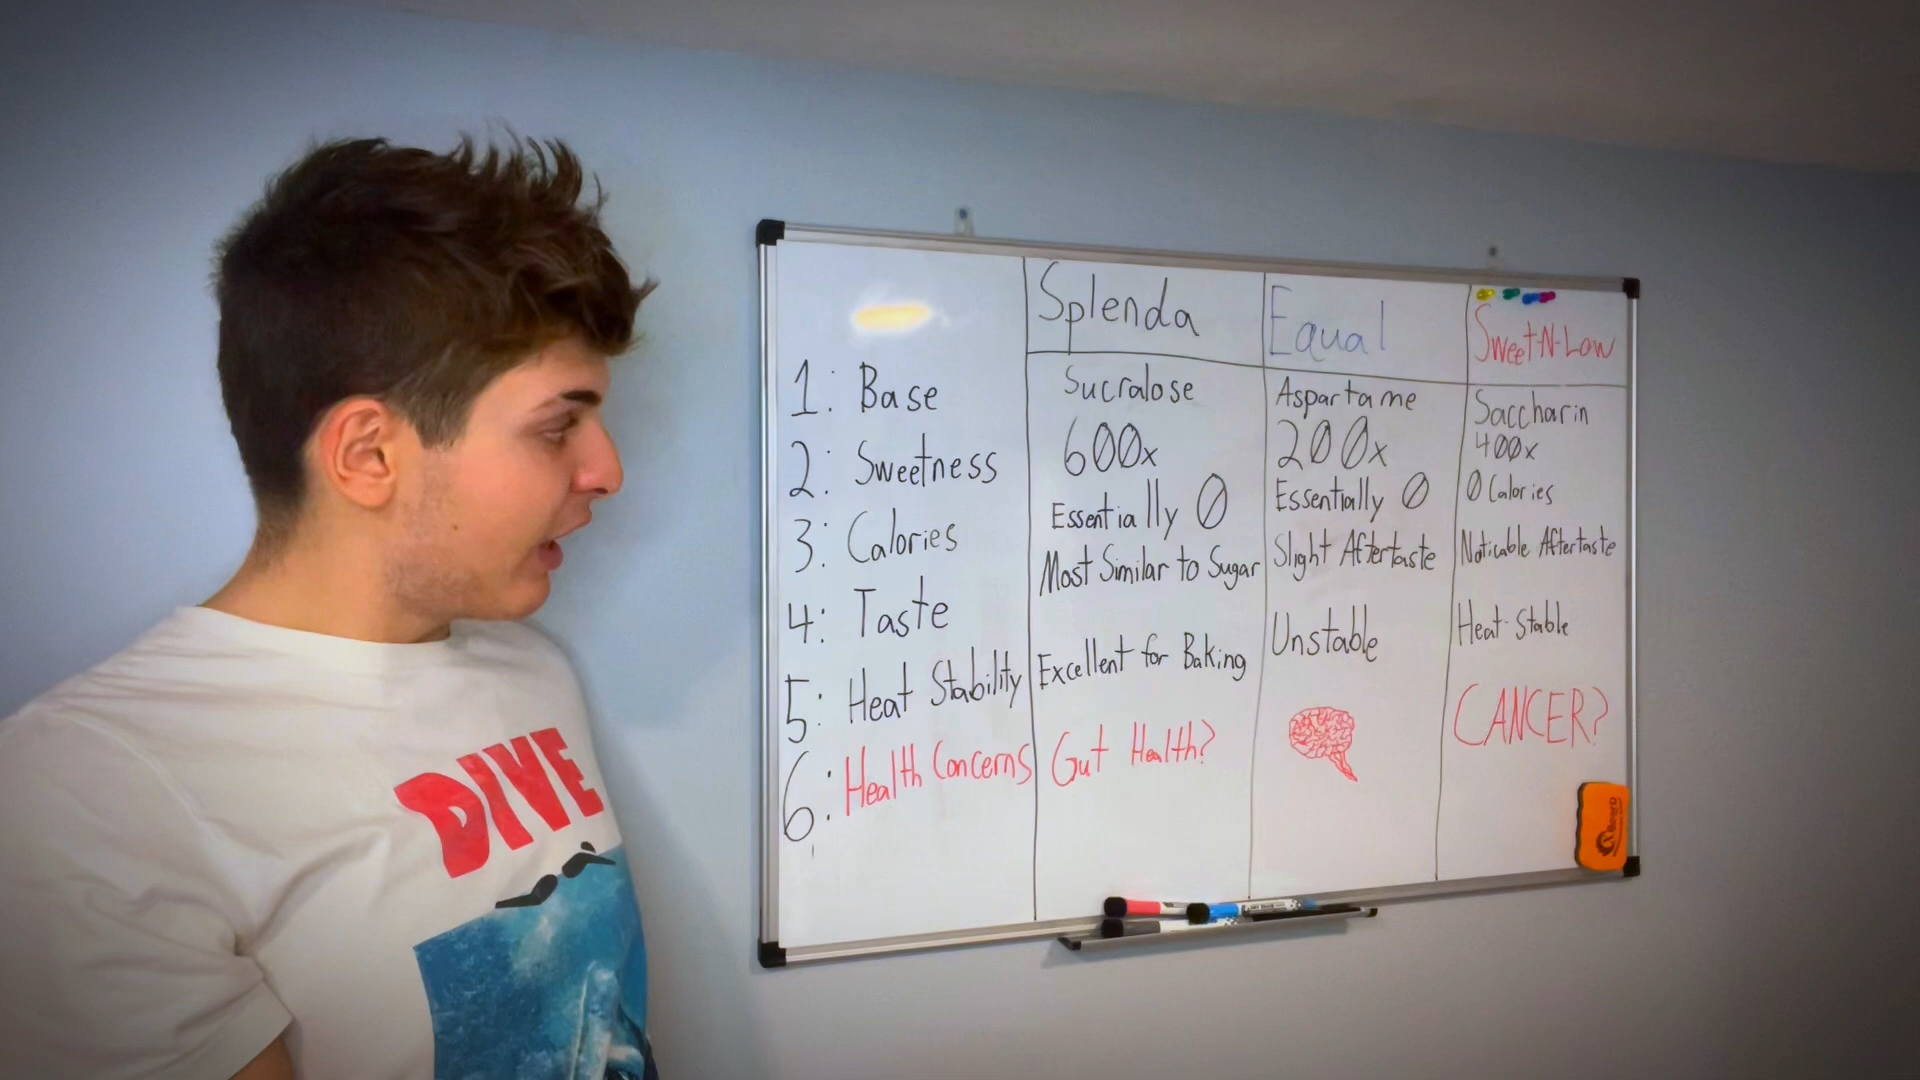 DIVE
Splenda
Equal
Sweet-N-Low
1: Base
Sucralose
Aspartame
Saccharin
2: Sweetness
600x
200x
400x
3: Calories
Essentially 0
Essentially 0
0 Calories
4: Taste
Most Similar to Sugar
Slight Aftertaste
Noticable Aftertaste
5: Heat Stability
Excellent for Baking
Unstable
Heat-Stable
6: Health Concerns
Gut Health?
CANCER?